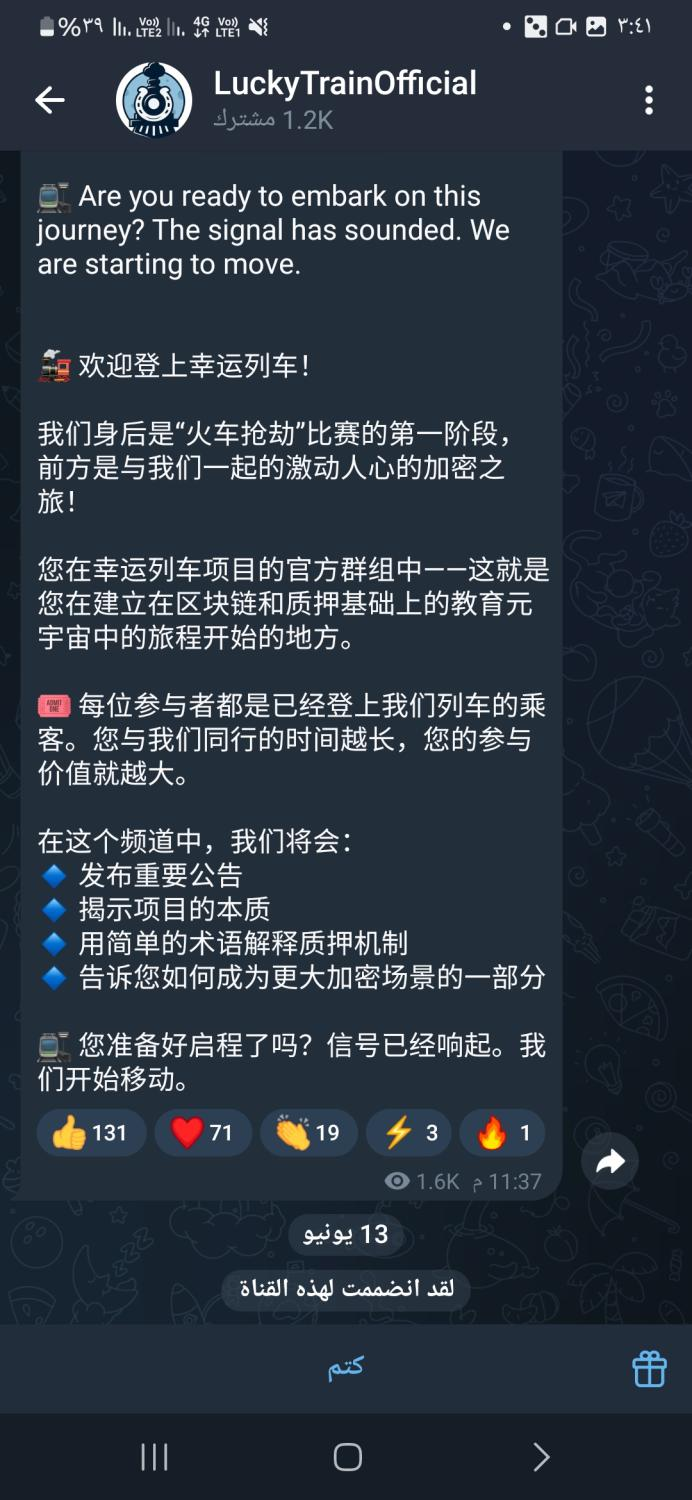 %٣٩ Vo)) LTE2 4G Vo)) LTE1 ٣:٤١
LuckyTrainOfficial
1.2K مشترك
Are you ready to embark on this
journey? The signal has sounded. We
are starting to move.
🚂 欢迎登上幸运列车！
我们身后是“火车抢劫”比赛的第一阶段，
前方是与我们一起的激动人心的加密之
旅！
您在幸运列车项目的官方群组中——这就是
您在建立在区块链和质押基础上的教育元
宇宙中的旅程开始的地方。
🎟 每位参与者都是已经登上我们列车的乘
客。您与我们同行的时间越长，您的参与
价值就越大。
在这个频道中，我们将会：
🔹 发布重要公告
🔹 揭示项目的本质
🔹 用简单的术语解释质押机制
🔹 告诉您如何成为更大加密场景的一部分
您准备好启程了吗？信号已经响起。我
们开始移动。
👍 131 ❤️ 71 👏 19 ⚡ 3 🔥 1
1.6K 11:37 م
13 يونيو
لقد انضممت لهذه القناة
كتم